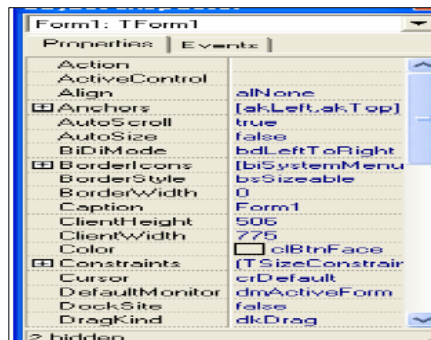 Form1: TForm1
Properties Events
Action
ActiveControl
Align alNone
Anchors [akLeft,akTop]
AutoScroll true
AutoSize false
BiDiMode bdLeftToRight
BorderIcons [biSystemMenu
BorderStyle bsSizeable
BorderWidth 0
Caption Form1
ClientHeight 506
ClientWidth 775
Color clBtnFace
Constraints (TSizeConstrair
Cursor crDefault
DefaultMonitor dmActiveForm
DockSite false
DragKind dkDrag
2 hidden